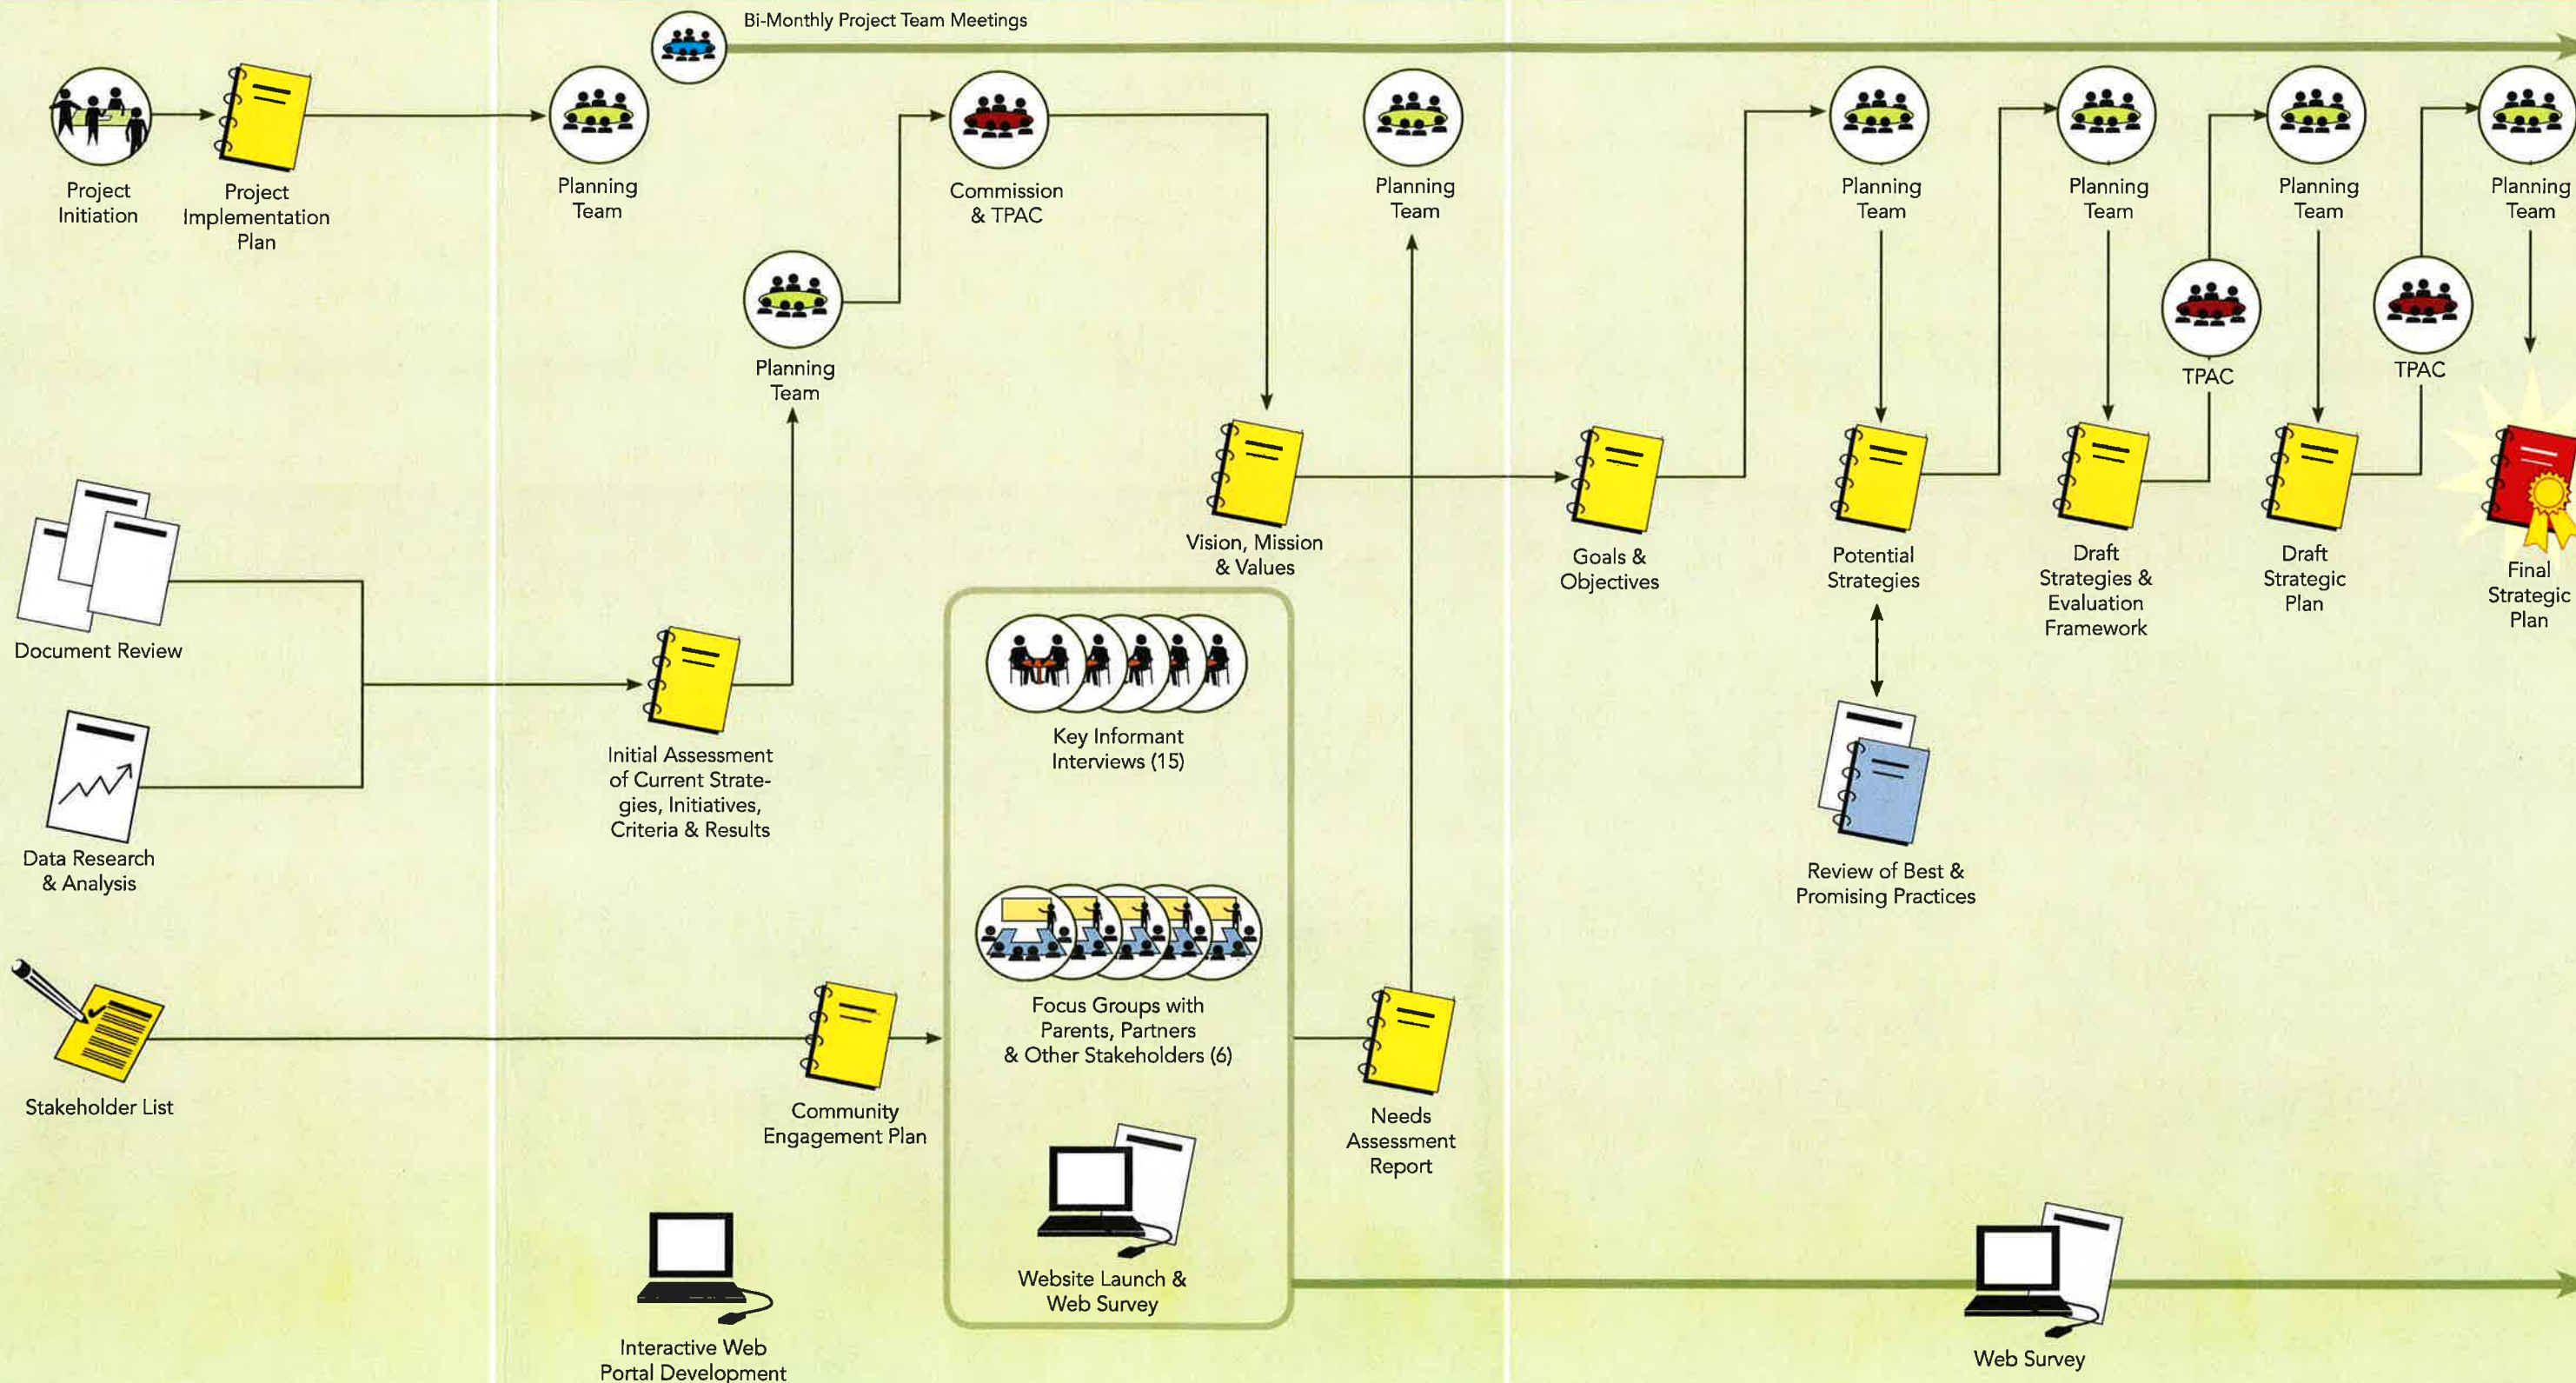 Bi-Monthly Project Team Meetings
Project
Initiation
Project
Implementation
Plan
Planning
Team
Commission
& TPAC
Planning
Team
Planning
Team
Planning
Team
Planning
Team
Planning
Team
Planning
Team
TPAC
TPAC
Document Review
Data Research
& Analysis
Initial Assessment
of Current Strate-
gies, Initiatives,
Criteria & Results
Vision, Mission
& Values
Goals &
Objectives
Potential
Strategies
Draft
Strategies &
Evaluation
Framework
Draft
Strategic
Plan
Final
Strategic
Plan
Key Informant
Interviews (15)
Review of Best &
Promising Practices
Focus Groups with
Parents, Partners
& Other Stakeholders (6)
Stakeholder List
Community
Engagement Plan
Needs
Assessment
Report
Website Launch &
Web Survey
Interactive Web
Portal Development
Web Survey